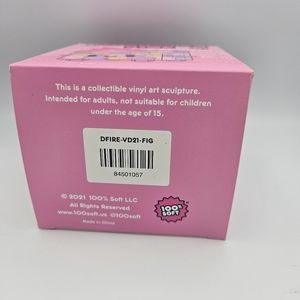 This is a collectible vinyl art sculpture.
Intended for adults, not suitable for children
under the age of 15.
DFIRE-VD21-FIG
84501057
© 2021 100% Soft LLC
All Rights Reserved
www.100soft.us @100soft
Made in China
100%
SOFT